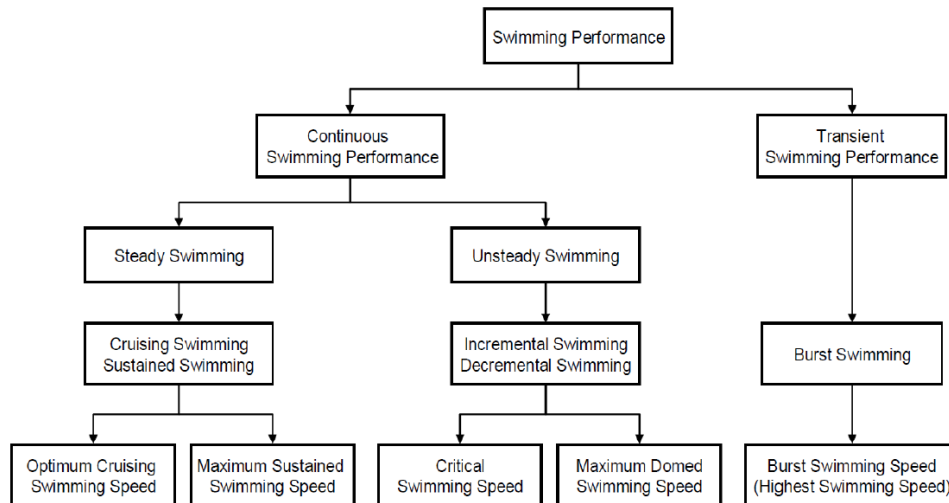 Swimming Performance
Continuous
Swimming Performance
Transient
Swimming Performance
Steady Swimming
Unsteady Swimming
Cruising Swimming
Sustained Swimming
Incremental Swimming
Decremental Swimming
Burst Swimming
Optimum Cruising
Swimming Speed
Maximum Sustained
Swimming Speed
Critical
Swimming Speed
Maximum Domed
Swimming Speed
Burst Swimming Speed
(Highest Swimming Speed)